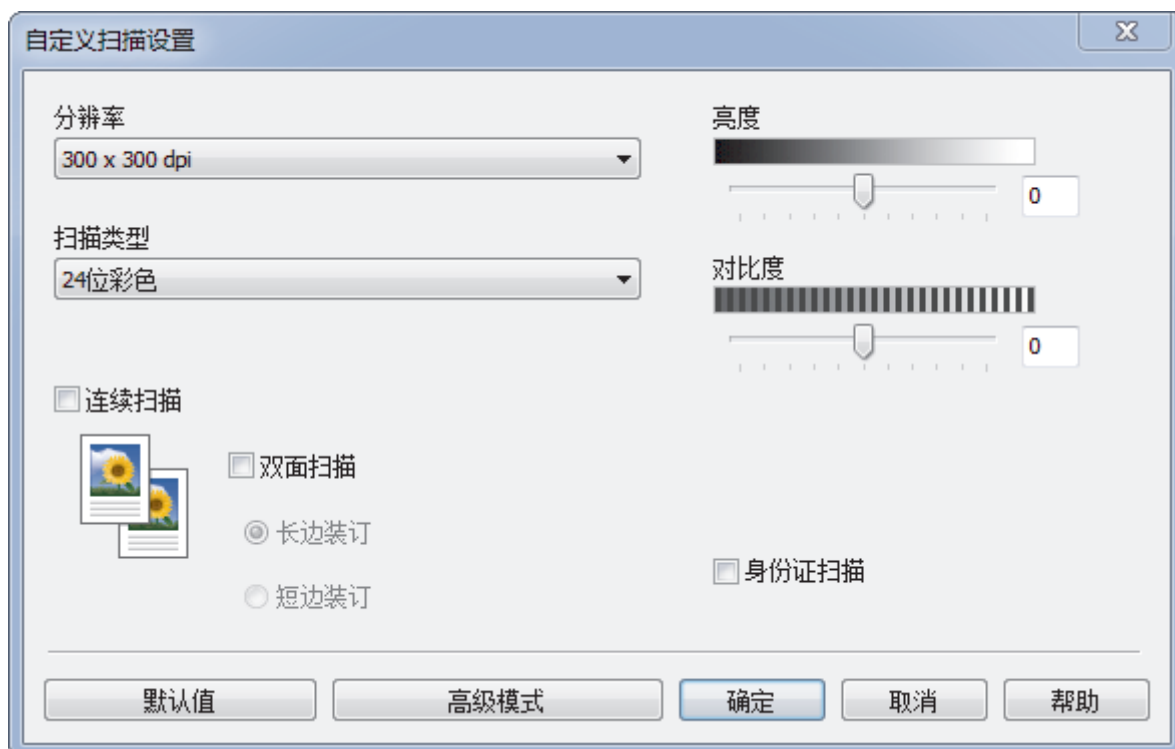 自定义扫描设置
分辨率
300 x 300 dpi
扫描类型
24位彩色
亮度
0
对比度
0
连续扫描
双面扫描
长边装订
短边装订
身份证扫描
默认值
高级模式
确定
取消
帮助